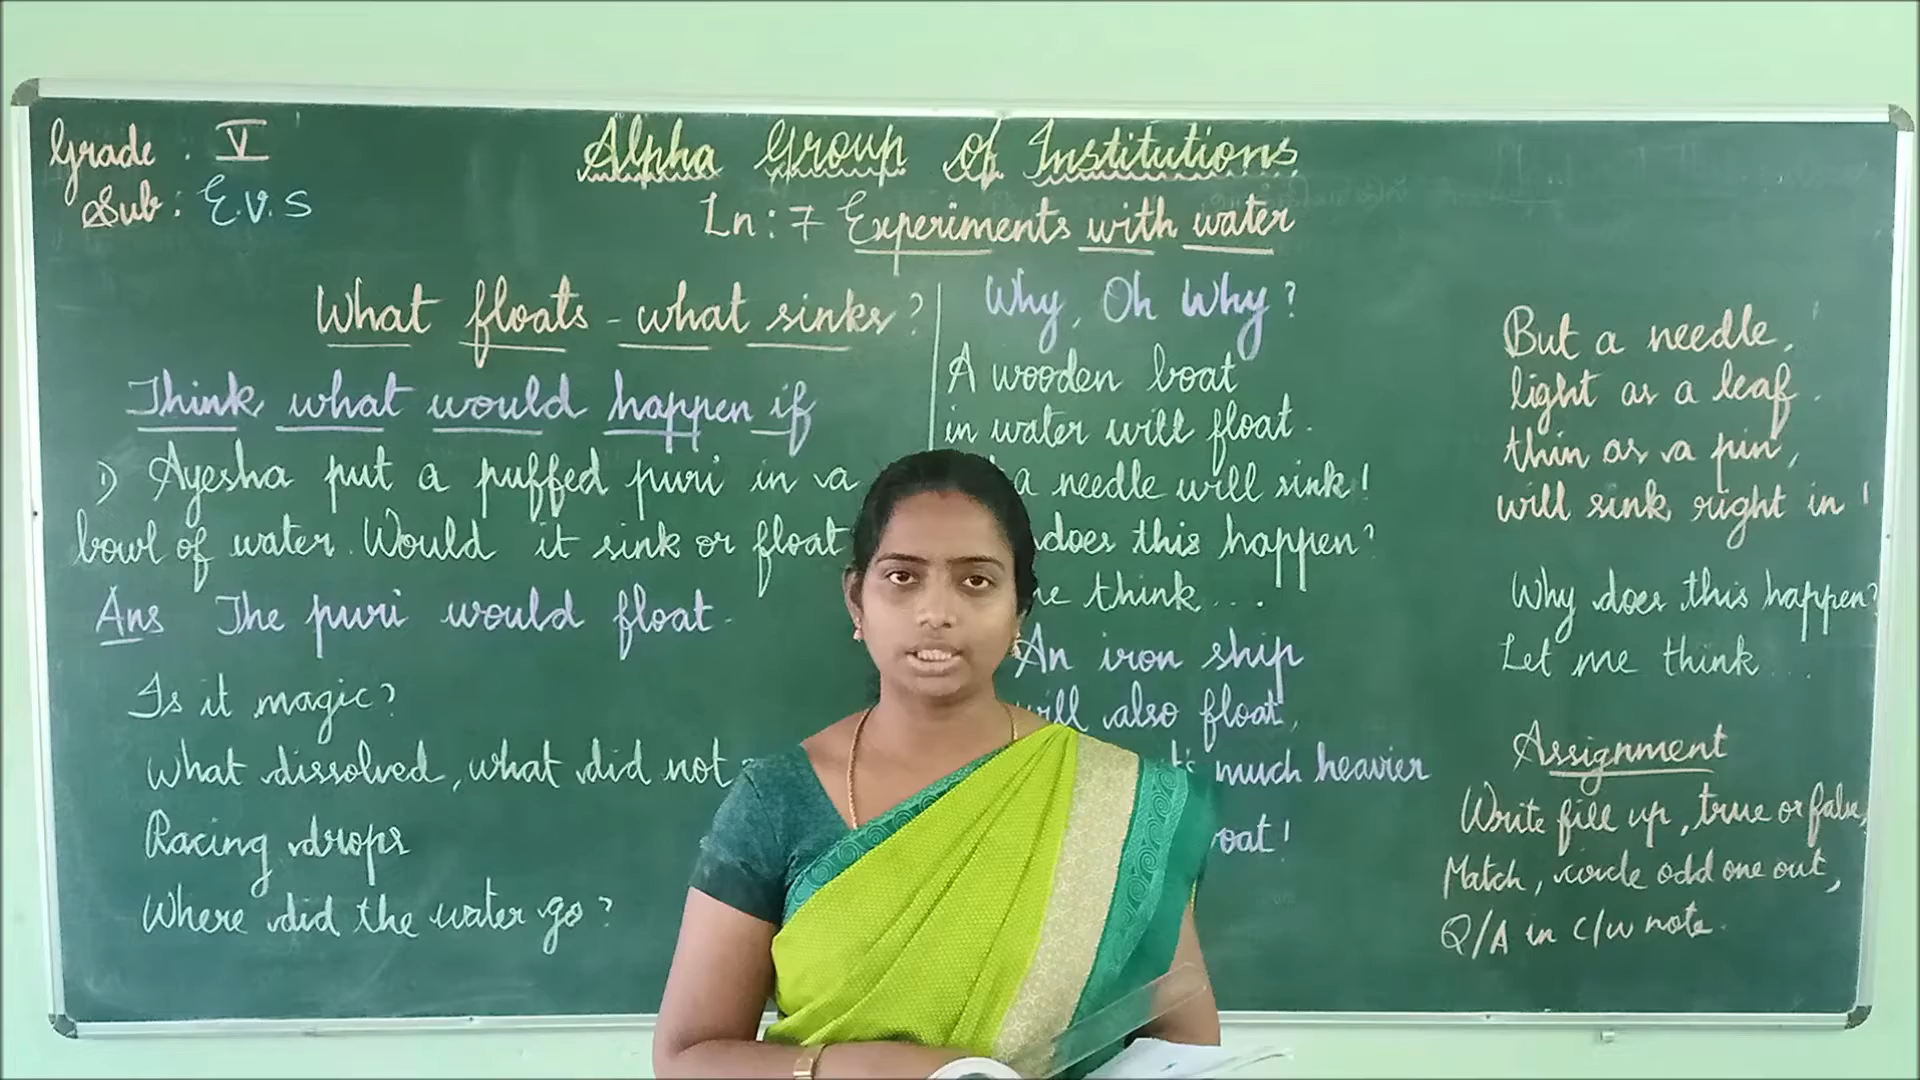 Grade : V
Sub : E.V.S
Alpha Group of Institutions
Ln : 7 Experiments with water
What floats - what sinks?
Think what would happen if
1) Ayesha put a puffed puri in a
bowl of water. Would it sink or float
Ans The puri would float.
Is it magic?
What dissolved, what did not
Racing drops
Where did the water go?
Why, Oh Why?
A wooden boat
in water will float.
a needle will sink!
does this happen?
think...
An iron ship
also float,
much heavier
But a needle,
light as a leaf.
thin as a pin,
will sink right in!
Why does this happen?
Let me think...
Assignment
Write fill up, true or false,
Match, circle odd one out,
Q/A in c/w note.